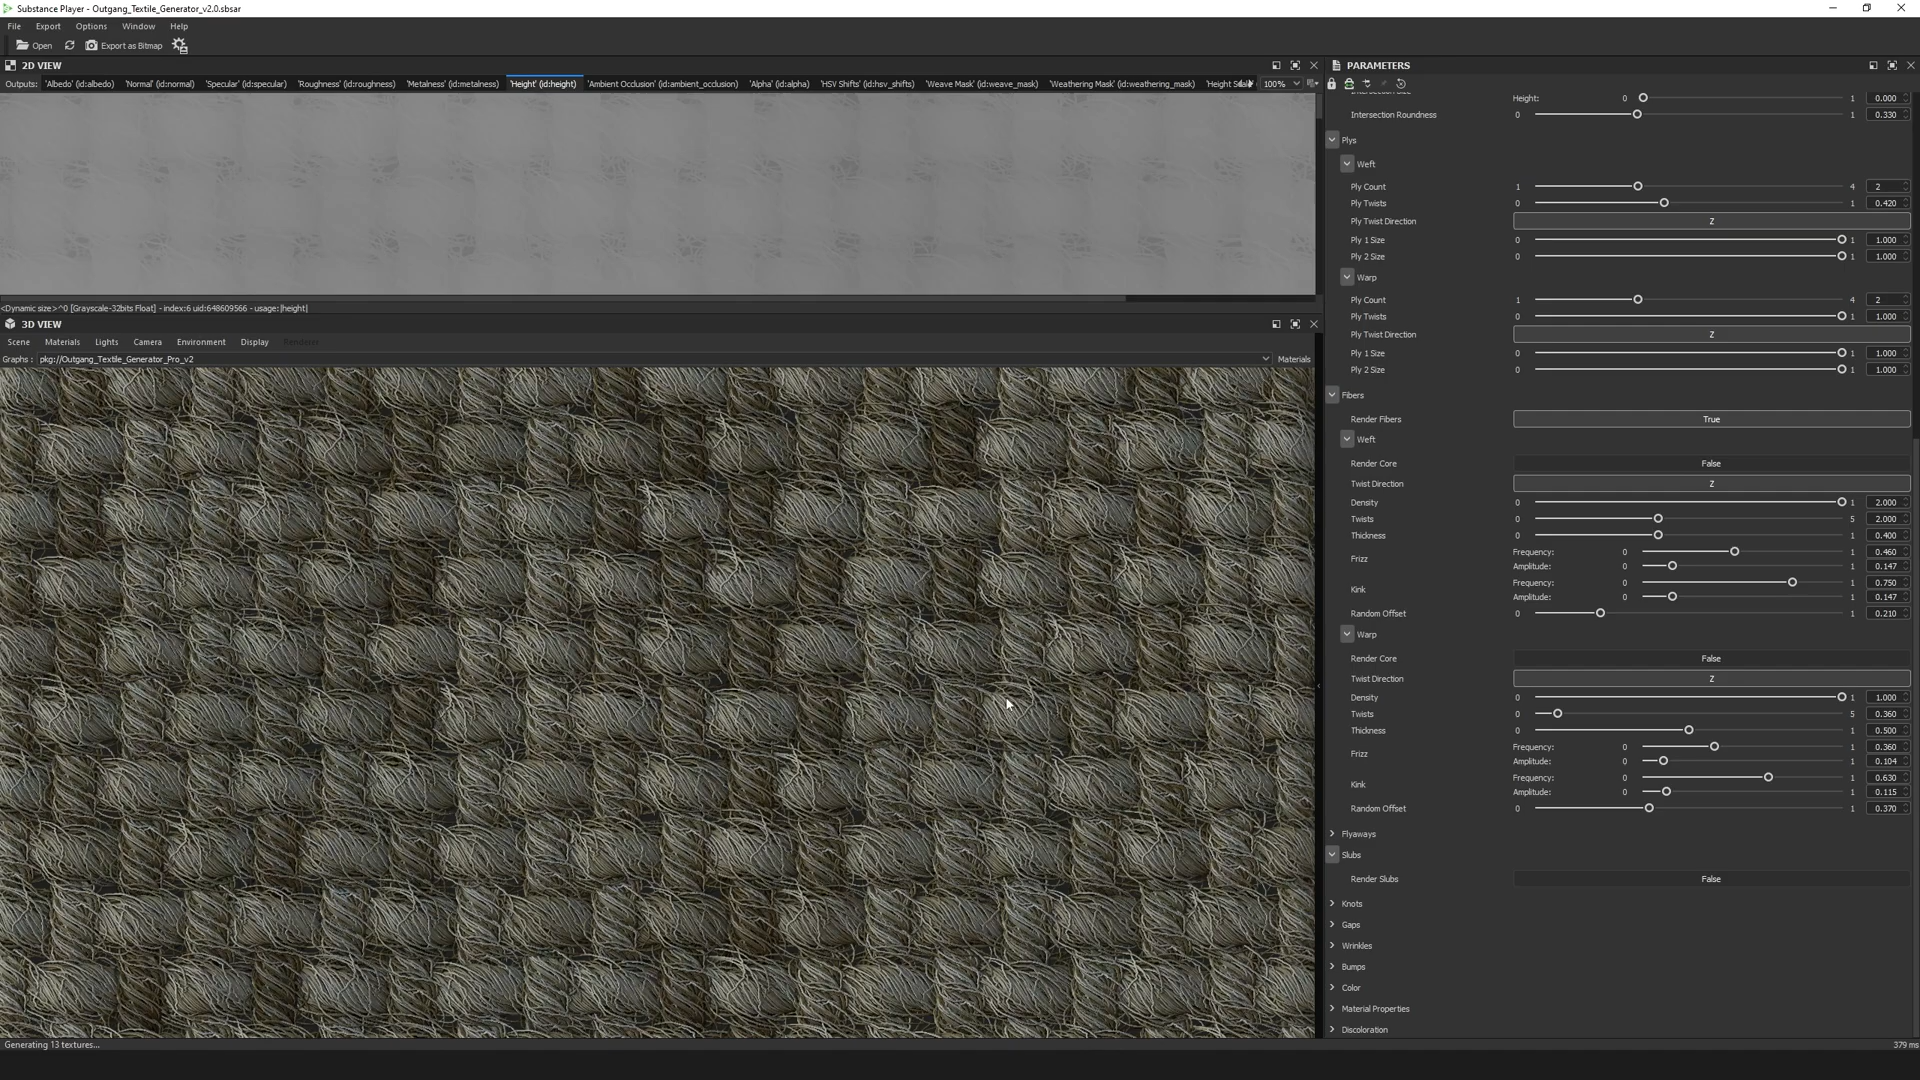 Substance Player - Outgang_Textile_Generator_v2.0.sbsar
File Export Options Window Help
Open Export as Bitmap
2D VIEW
Outputs: 'Albedo' (id:albedo) 'Normal' (id:normal) 'Specular' (id:specular) 'Roughness' (id:roughness) 'Metalness' (id:metalness) 'Height' (id:height) 'Ambient Occlusion' (id:ambient_occlusion) 'Alpha' (id:alpha) 'HSV Shifts' (id:hsv_shifts) 'Weave Mask' (id:weave_mask) 'Weathering Mask' (id:weathering_mask) 'Height 100%
<Dynamic size>^0 [Grayscale-32bits Float] - index:6 uid:648609566 - usage:|height|
3D VIEW
Scene Materials Lights Camera Environment Display Renderer
Graphs : pkg://Outgang_Textile_Generator_Pro_v2 Materials
Generating 13 textures...
PARAMETERS
Height: 0 1 0.000
Intersection Roundness 0 1 0.330
Plys
Weft
Ply Count 1 4 2
Ply Twists 0 1 0.420
Ply Twist Direction Z
Ply 1 Size 0 1 1.000
Ply 2 Size 0 1 1.000
Warp
Ply Count 1 4 2
Ply Twists 0 1 1.000
Ply Twist Direction Z
Ply 1 Size 0 1 1.000
Ply 2 Size 0 1 1.000
Fibers
Render Fibers True
Weft
Render Core False
Twist Direction Z
Density 0 1 2.000
Twists 0 5 2.000
Thickness 0 1 0.400
Frizz Frequency: 0 1 0.460
Amplitude: 0 1 0.147
Kink Frequency: 0 1 0.750
Amplitude: 0 1 0.147
Random Offset 0 1 0.210
Warp
Render Core False
Twist Direction Z
Density 0 1 1.000
Twists 0 5 0.360
Thickness 0 1 0.500
Frizz Frequency: 0 1 0.360
Amplitude: 0 1 0.104
Kink Frequency: 0 1 0.630
Amplitude: 0 1 0.115
Random Offset 0 1 0.370
Flyaways
Slubs
Render Slubs False
Knots
Gaps
Wrinkles
Bumps
Color
Material Properties
Discoloration
379 ms